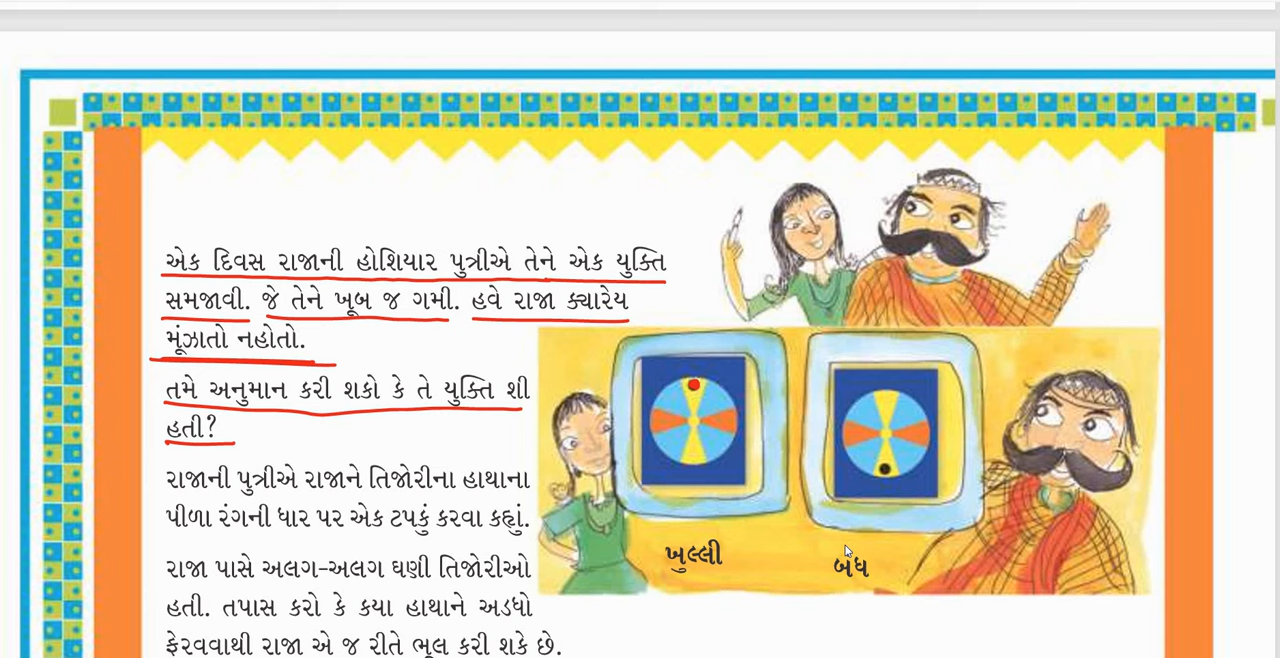 એક દિવસ રાજાની હોશિયાર પુત્રીએ તેને એક યુક્તિ
સમજાવી. જે તેને ખૂબ જ ગમી. હવે રાજા ક્યારેય
મૂંઝાતો નહોતો.
તમે અનુમાન કરી શકો કે તે યુક્તિ શી
હતી?
રાજાની પુત્રીએ રાજાને તિજોરીના હાથાના
પીળા રંગની ધાર પર એક ટપકું કરવા કહ્યું.
રાજા પાસે અલગ-અલગ ઘણી તિજોરીઓ
હતી. તપાસ કરો કે કયા હાથાને અડધો
ફેરવવાથી રાજા એ જ રીતે ભૂલ કરી શકે છે.
ખુલ્લી
બંધ